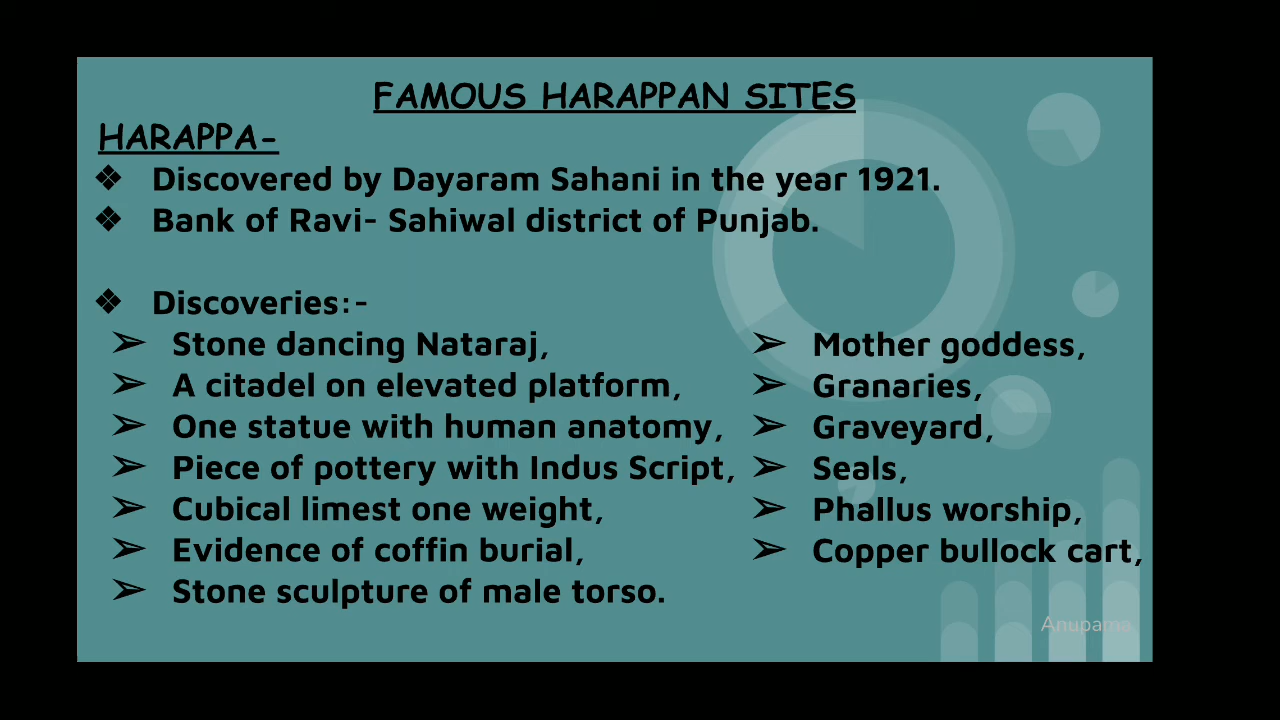 FAMOUS HARAPPAN SITES
HARAPPA-
❖ Discovered by Dayaram Sahani in the year 1921.
❖ Bank of Ravi- Sahiwal district of Punjab.
❖ Discoveries:-
➢ Stone dancing Nataraj,
➢ A citadel on elevated platform,
➢ One statue with human anatomy,
➢ Piece of pottery with Indus Script,
➢ Cubical limest one weight,
➢ Evidence of coffin burial,
➢ Stone sculpture of male torso.
➢ Mother goddess,
➢ Granaries,
➢ Graveyard,
➢ Seals,
➢ Phallus worship,
➢ Copper bullock cart,
Anupama